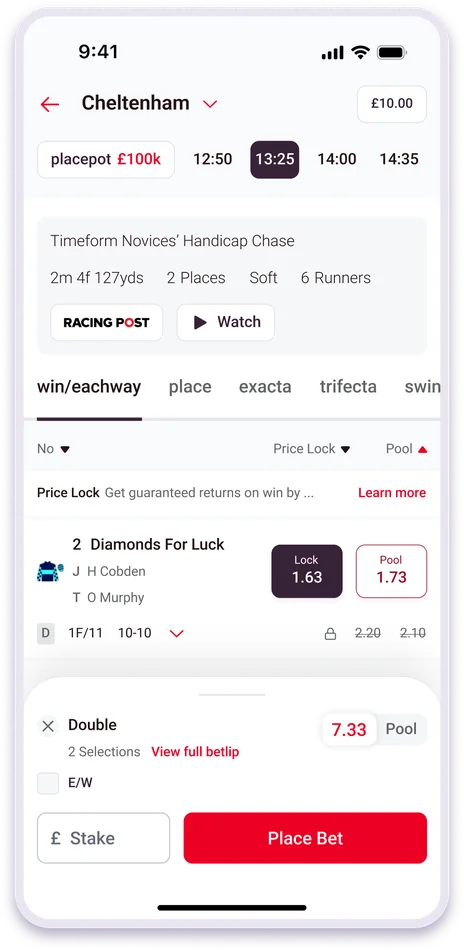 9:41
Cheltenham £10.00
placepot £100k 12:50 13:25 14:00 14:35
Timeform Novices’ Handicap Chase
2m 4f 127yds 2 Places Soft 6 Runners
RACING POST Watch
win/eachway place exacta trifecta swin
No Price Lock Pool
Price Lock Get guaranteed returns on win by ... Learn more
2 Diamonds For Luck
J H Cobden
T O Murphy
Lock
1.63
Pool
1.73
D 1F/11 10-10 2.20 2.10
Double 7.33 Pool
2 Selections View full betlip
E/W
£ Stake Place Bet